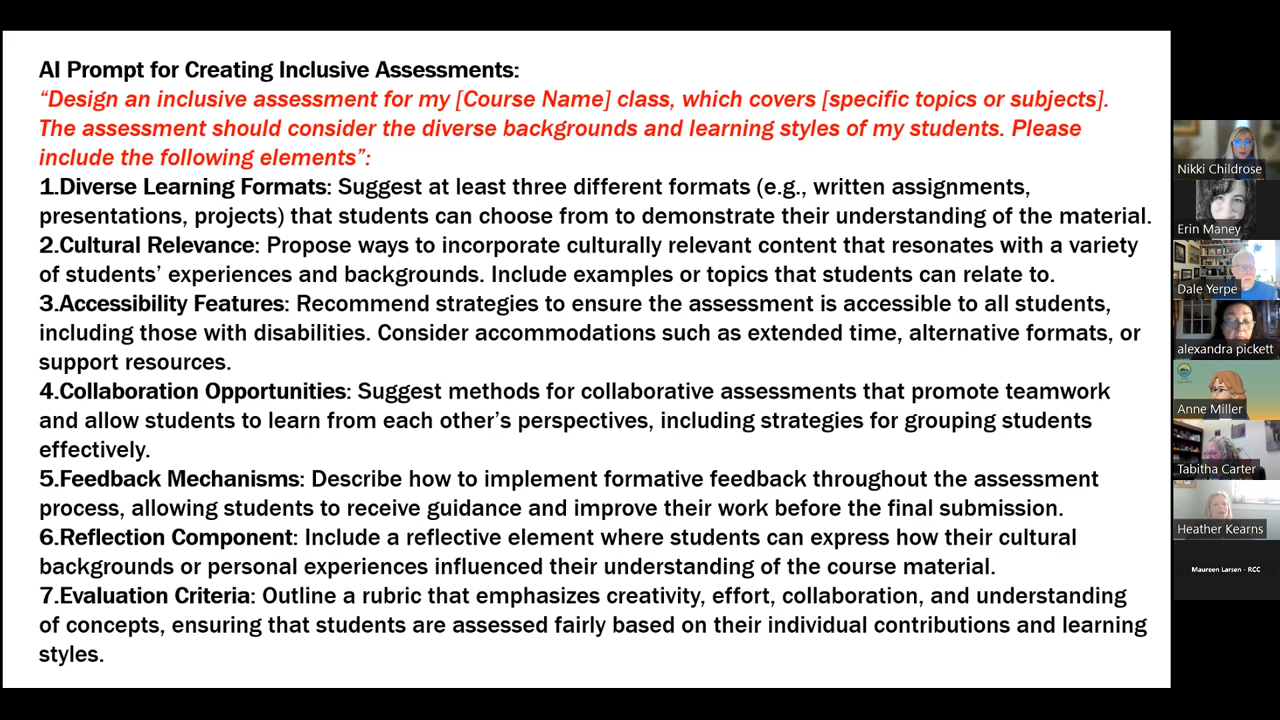 AI Prompt for Creating Inclusive Assessments:
“Design an inclusive assessment for my [Course Name] class, which covers [specific topics or subjects].
The assessment should consider the diverse backgrounds and learning styles of my students. Please
include the following elements”:
1.Diverse Learning Formats: Suggest at least three different formats (e.g., written assignments,
presentations, projects) that students can choose from to demonstrate their understanding of the material.
2.Cultural Relevance: Propose ways to incorporate culturally relevant content that resonates with a variety
of students’ experiences and backgrounds. Include examples or topics that students can relate to.
3.Accessibility Features: Recommend strategies to ensure the assessment is accessible to all students,
including those with disabilities. Consider accommodations such as extended time, alternative formats, or
support resources.
4.Collaboration Opportunities: Suggest methods for collaborative assessments that promote teamwork
and allow students to learn from each other’s perspectives, including strategies for grouping students
effectively.
5.Feedback Mechanisms: Describe how to implement formative feedback throughout the assessment
process, allowing students to receive guidance and improve their work before the final submission.
6.Reflection Component: Include a reflective element where students can express how their cultural
backgrounds or personal experiences influenced their understanding of the course material.
7.Evaluation Criteria: Outline a rubric that emphasizes creativity, effort, collaboration, and understanding
of concepts, ensuring that students are assessed fairly based on their individual contributions and learning
styles.
Nikki Childrose
Erin Maney
Dale Yerpe
alexandra pickett
Anne Miller
Tabitha Carter
Heather Kearns
Maureen Larsen - RCC